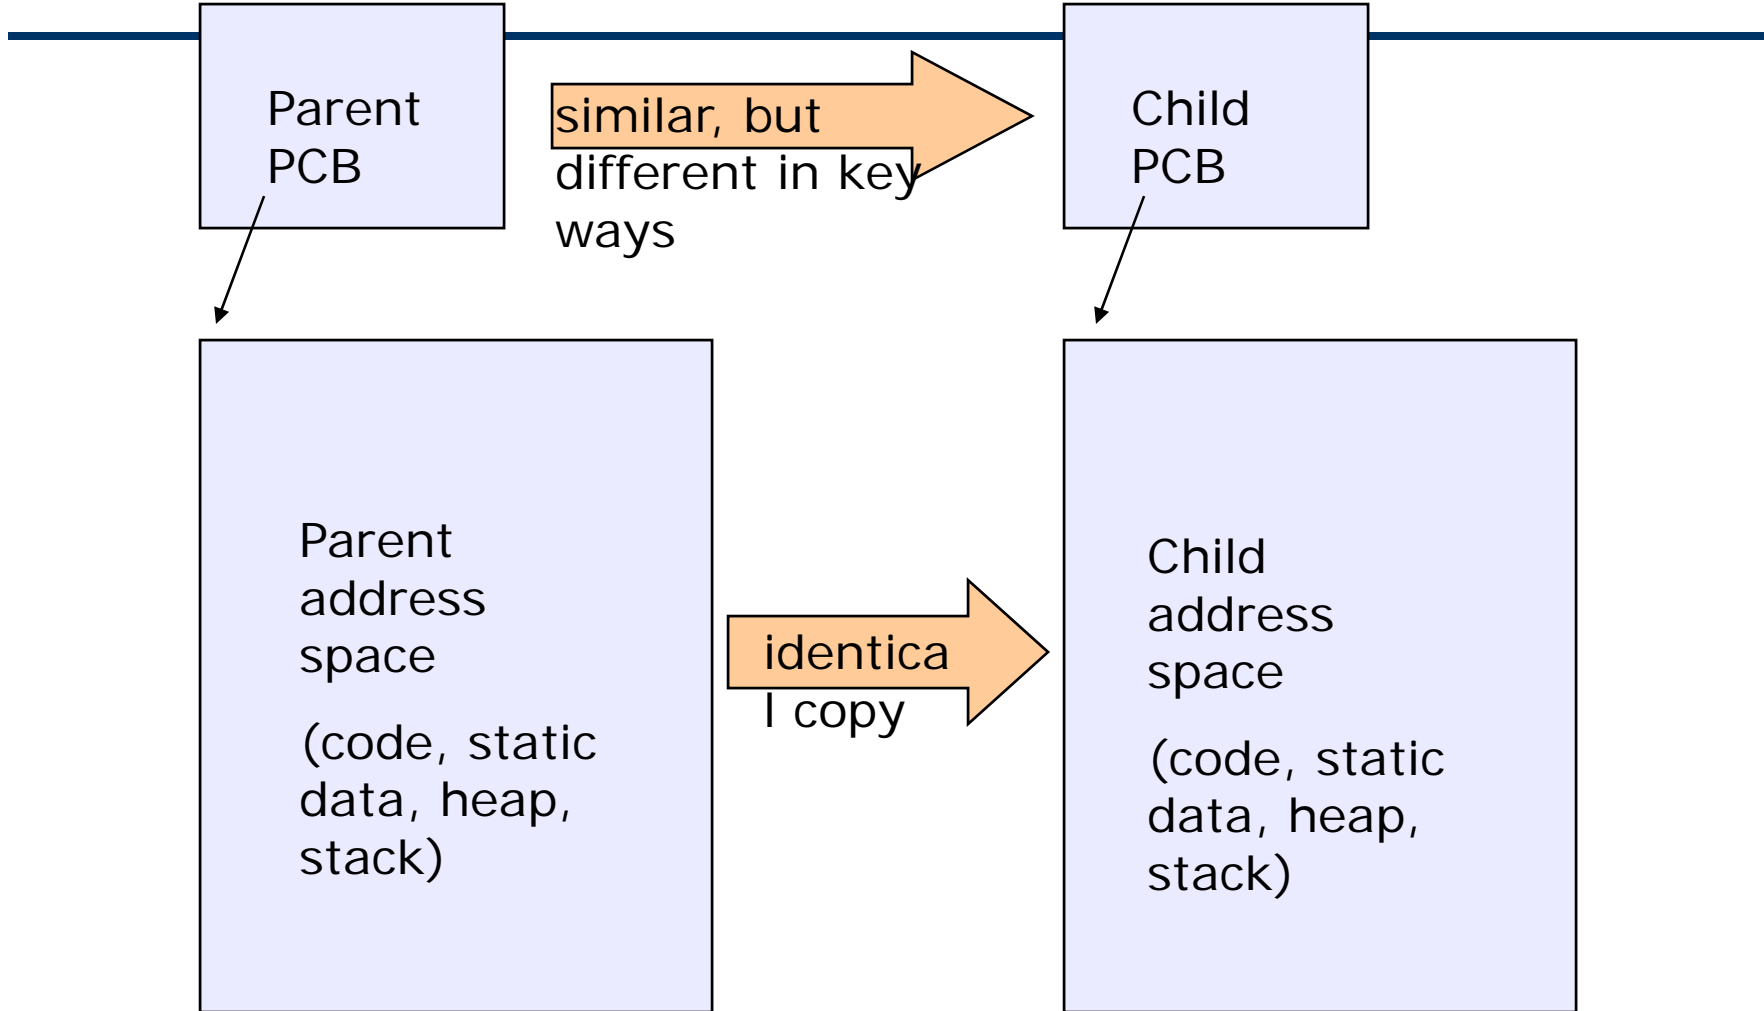 Parent
PCB
similar, but
different in key
ways
Child
PCB
Parent
address
space
(code, static
data, heap,
stack)
identica
l copy
Child
address
space
(code, static
data, heap,
stack)